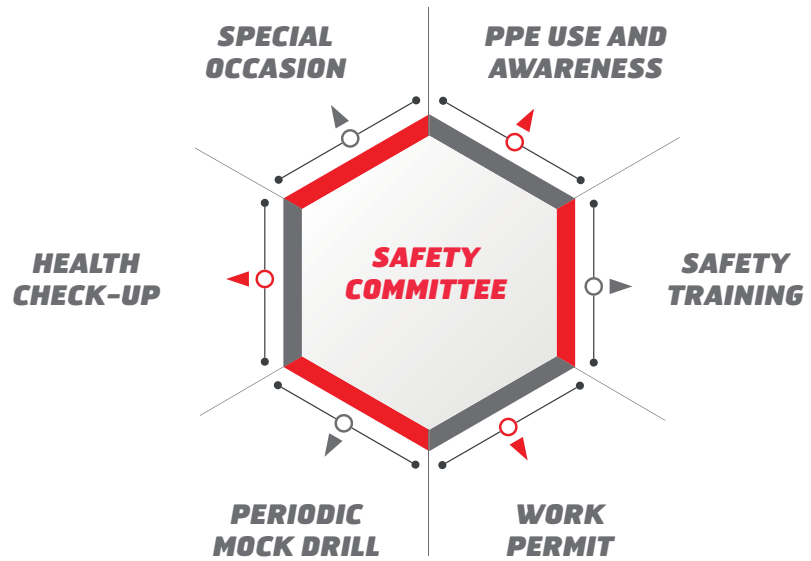 SPECIAL
OCCASION
PPE USE AND
AWARENESS
HEALTH
CHECK-UP
SAFETY
COMMITTEE
SAFETY
TRAINING
PERIODIC
MOCK DRILL
WORK
PERMIT